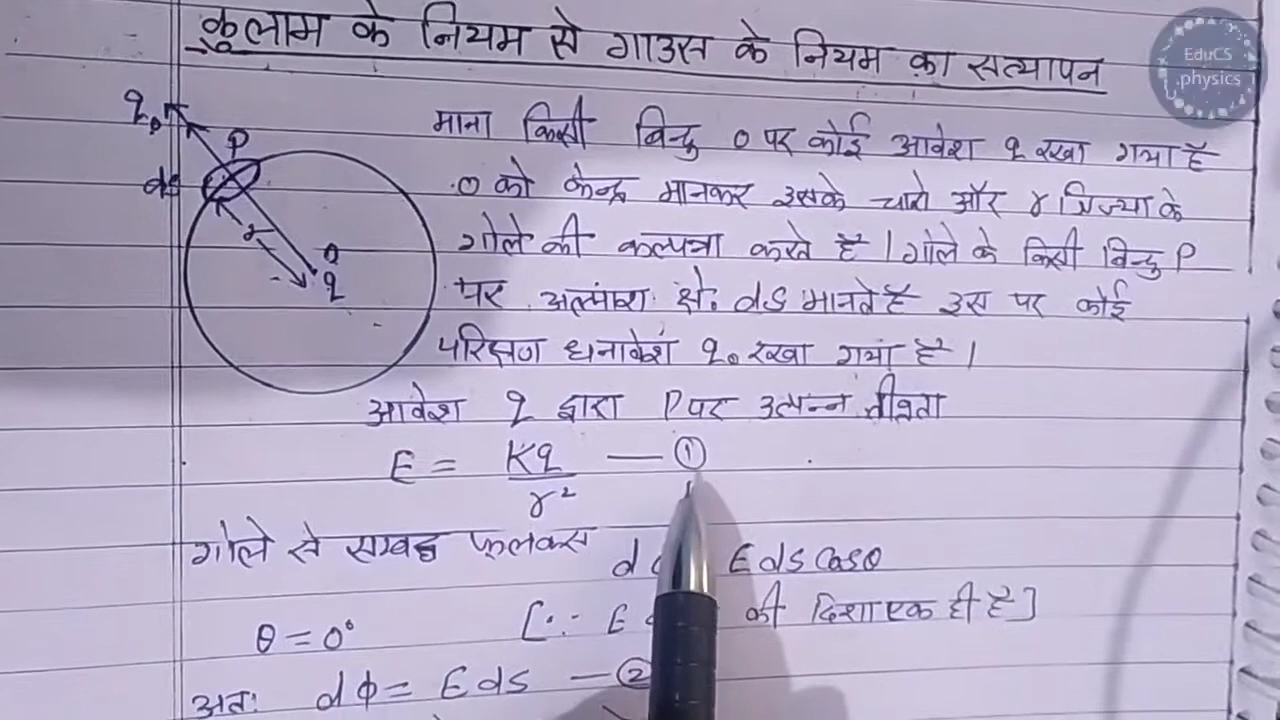 कुलाम के नियम से गाउस के नियम का सत्यापन
EduCS
physics
q₀
P
ds
r
O
q
माना किसी बिन्दु O पर कोई आवेश q रखा गया है
O को केन्द्र मानकर उसके चारो और r त्रिज्या के
गोले की कल्पना करते है । गोले के किसी बिन्दु P
पर अल्पांश क्षे. ds मानते है उस पर कोई
परिक्षण धनावेश q₀ रखा गया है ।
आवेश q द्वारा P पर उत्पन्न तीव्रता
E = Kq/r² — ①
गोले से सम्बद्ध फ्लक्स
d E ds Cosθ
θ = 0° [∵ E की दिशा एक ही है]
अतः dϕ = E ds — ②